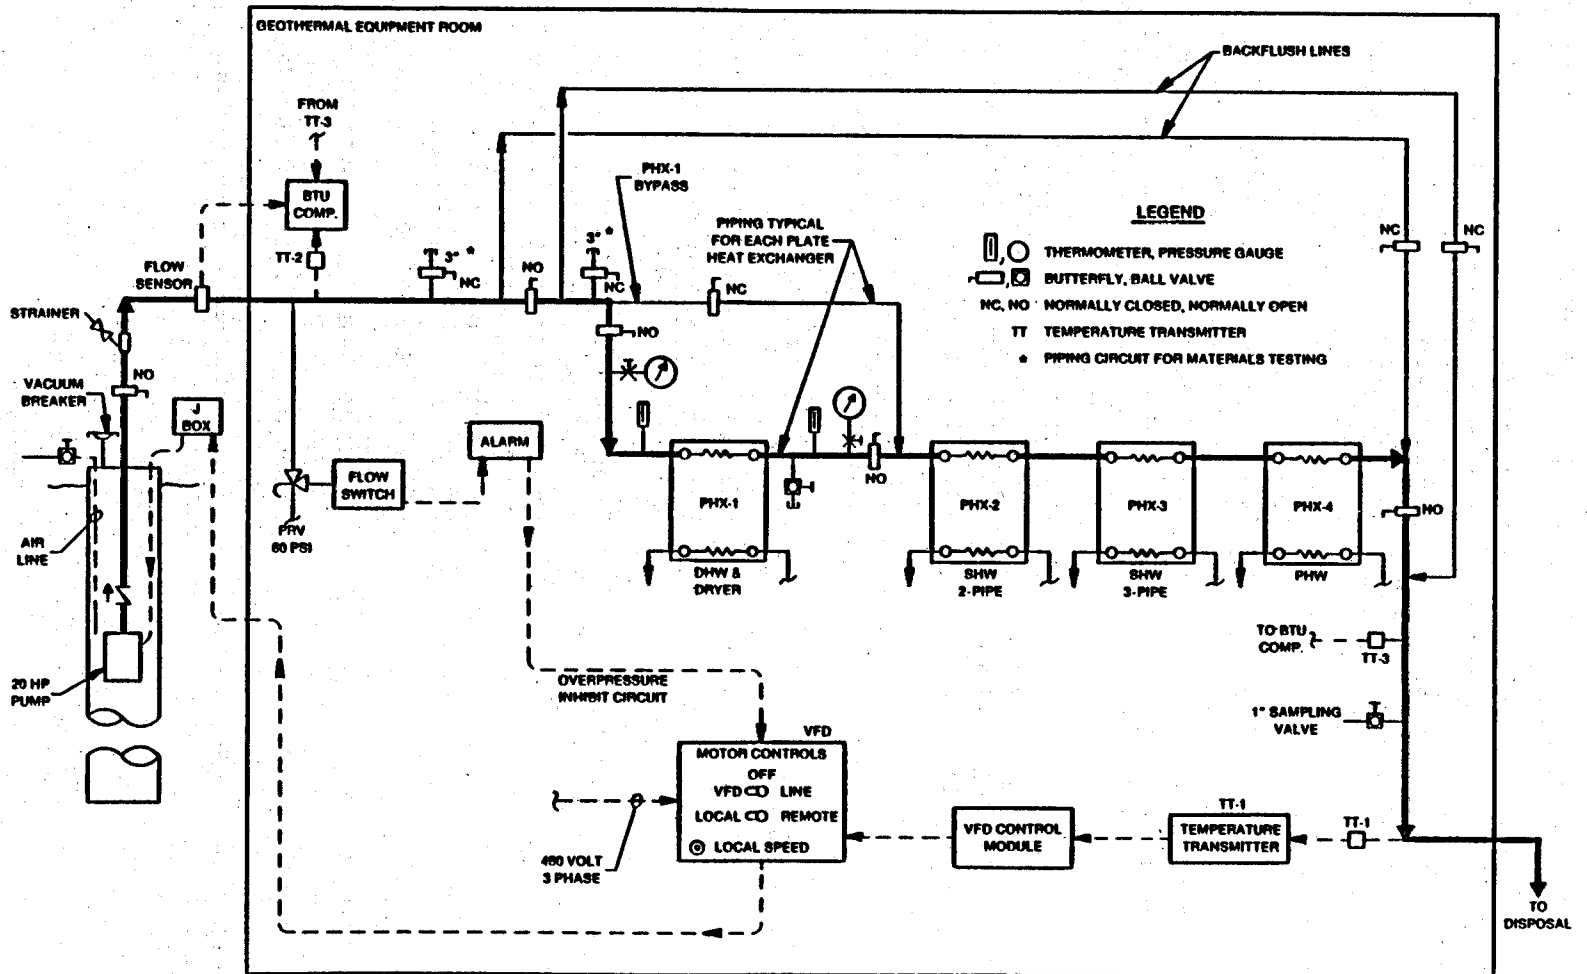 GEOTHERMAL EQUIPMENT ROOM
BACKFLUSH LINES
FROM
TT-3
BTU
COMP.
TT-2
FLOW
SENSOR
STRAINER
NO
VACUUM
BREAKER
J
BOX
AIR
LINE
20 HP
PUMP
3" *
NC
NO
3" *
NC
PHX-1
BYPASS
NC
NO
PIPING TYPICAL
FOR EACH PLATE
HEAT EXCHANGER
LEGEND
THERMOMETER, PRESSURE GAUGE
BUTTERFLY, BALL VALVE
NC, NO NORMALLY CLOSED, NORMALLY OPEN
TT TEMPERATURE TRANSMITTER
* PIPING CIRCUIT FOR MATERIALS TESTING
NC
NC
ALARM
FLOW
SWITCH
PRV
60 PSI
PHX-1
DHW &
DRYER
NO
PHX-2
SHW
2-PIPE
PHX-3
SHW
3-PIPE
PHX-4
PHW
NO
TO BTU
COMP.
TT-3
1" SAMPLING
VALVE
OVERPRESSURE
INHIBIT CIRCUIT
VFD
MOTOR CONTROLS
OFF
VFD LINE
LOCAL REMOTE
LOCAL SPEED
460 VOLT
3 PHASE
VFD CONTROL
MODULE
TT-1
TEMPERATURE
TRANSMITTER
TT-1
TO
DISPOSAL